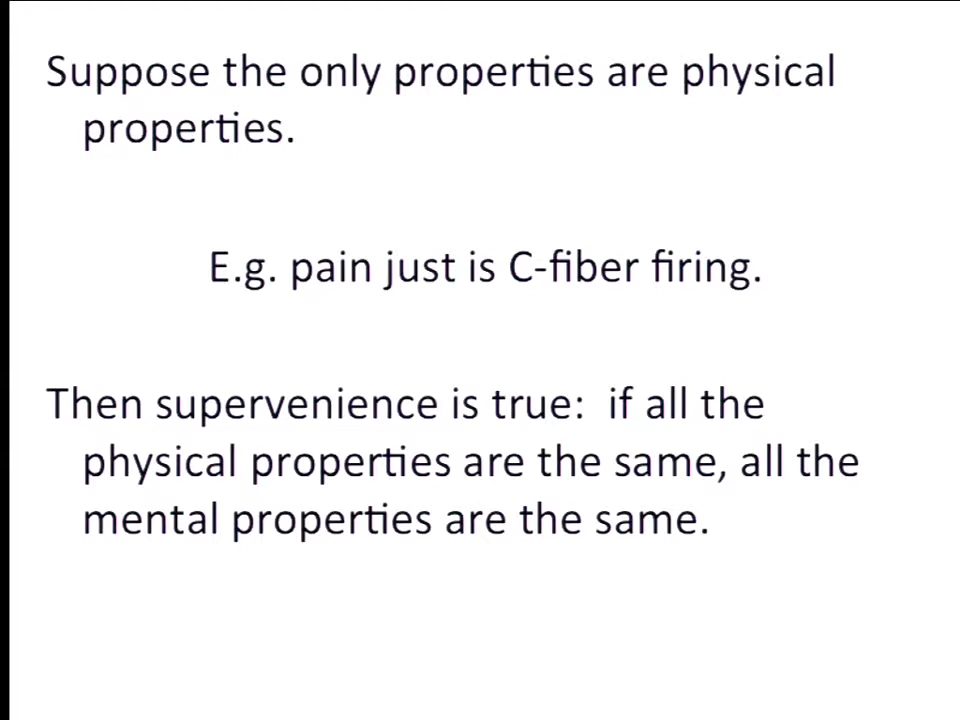 Suppose the only properties are physical
properties.
E.g. pain just is C-fiber firing.
Then supervenience is true:  if all the
physical properties are the same, all the
mental properties are the same.